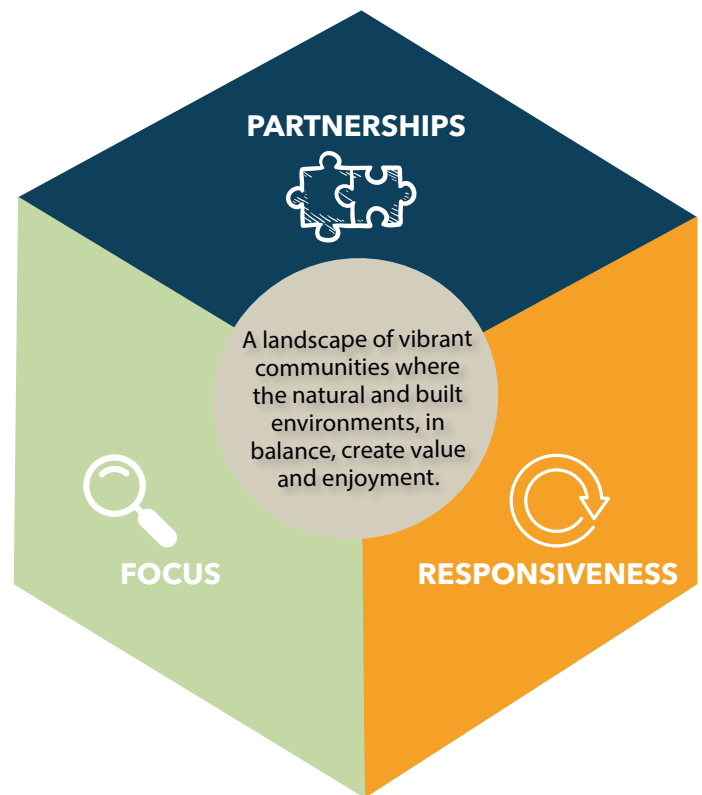 PARTNERSHIPS
A landscape of vibrant
communities where
the natural and built
environments, in
balance, create value
and enjoyment.
FOCUS
RESPONSIVENESS